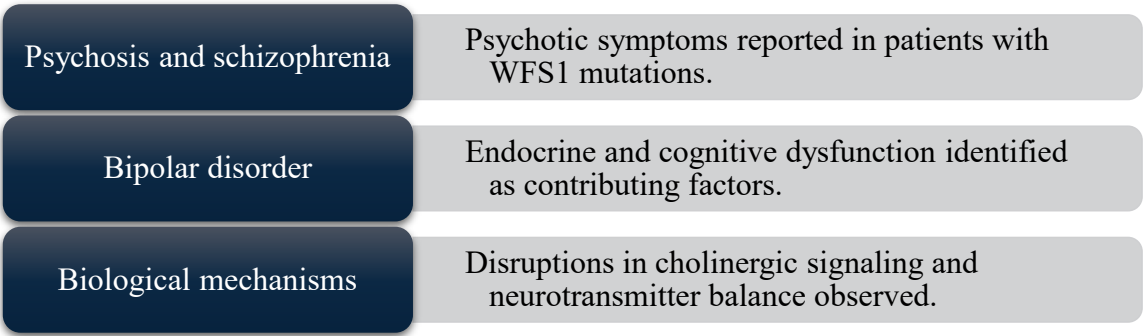 Psychosis and schizophrenia
Psychotic symptoms reported in patients with
WFS1 mutations.
Bipolar disorder
Endocrine and cognitive dysfunction identified
as contributing factors.
Biological mechanisms
Disruptions in cholinergic signaling and
neurotransmitter balance observed.